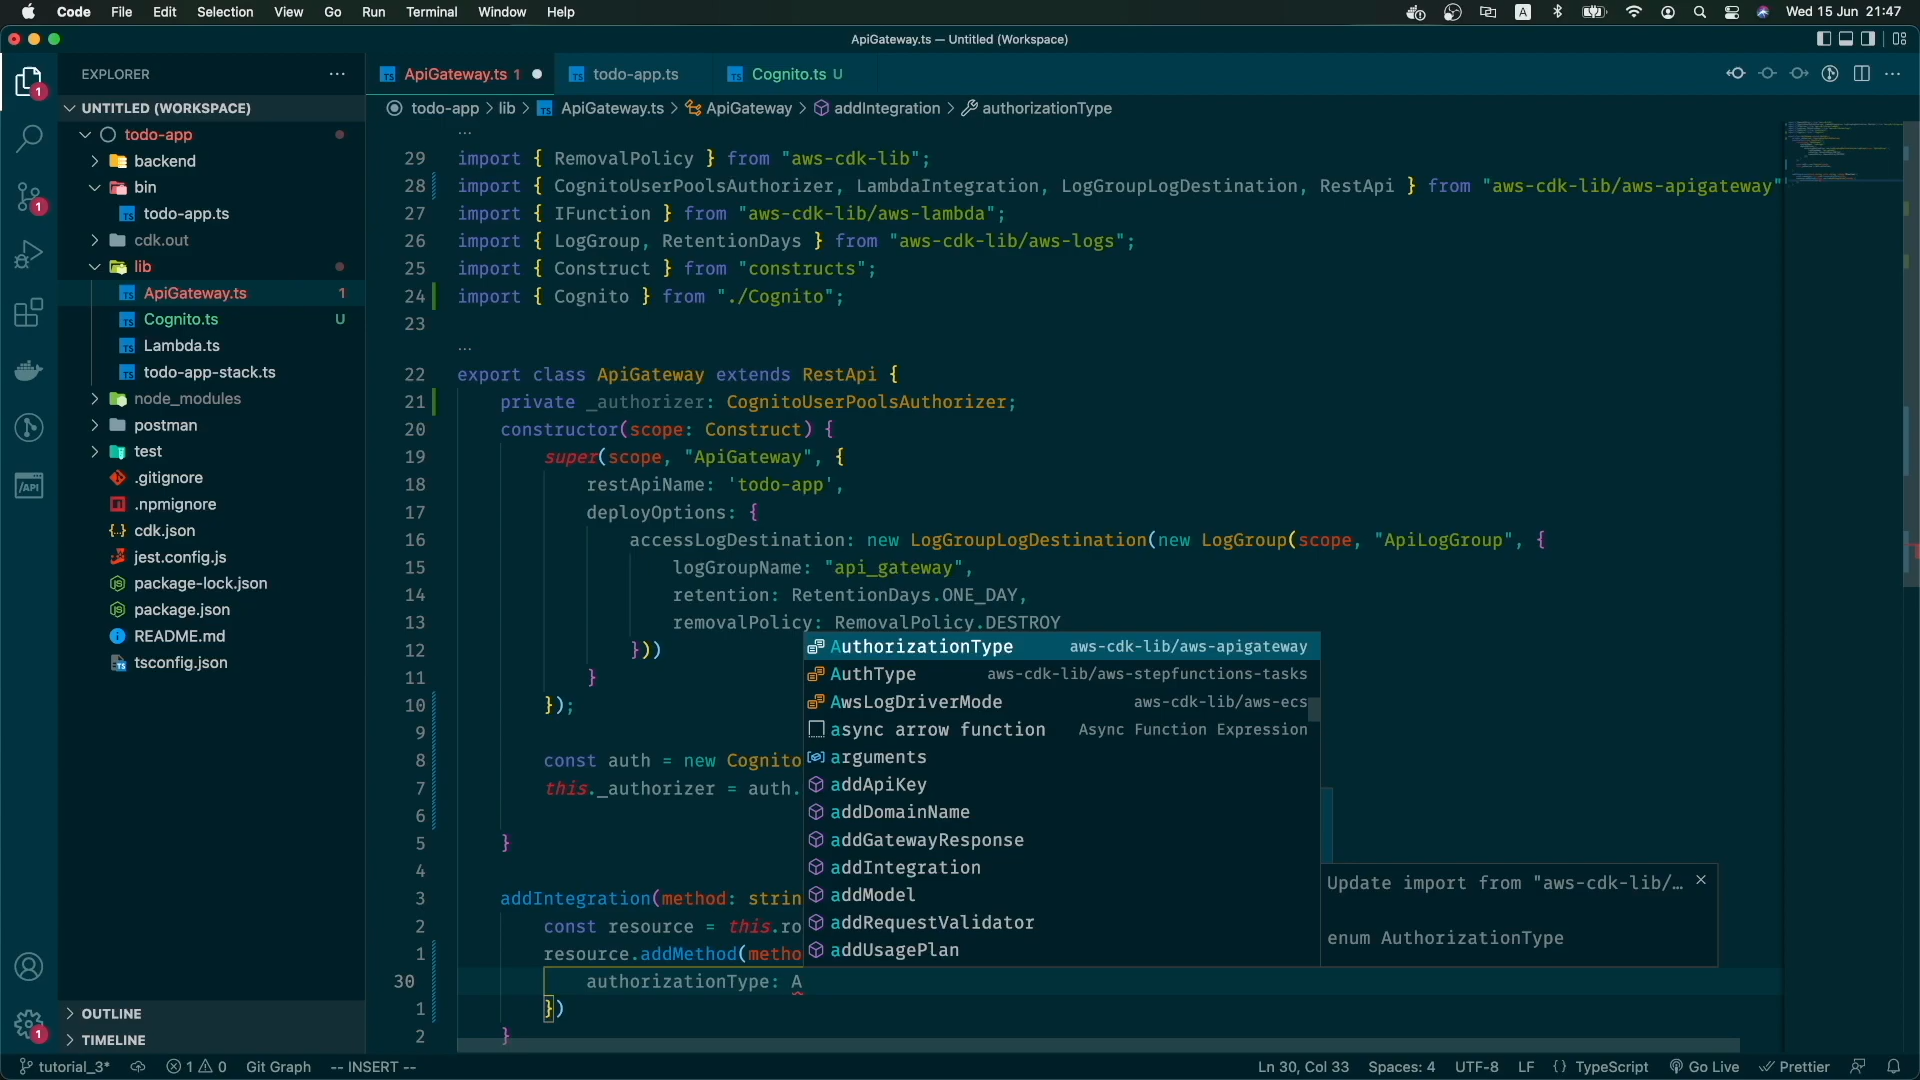 Code File Edit Selection View Go Run Terminal Window Help
A
Wed 15 Jun 21:47
ApiGateway.ts — Untitled (Workspace)
EXPLORER
ApiGateway.ts 1
todo-app.ts
Cognito.ts U
UNTITLED (WORKSPACE)
todo-app
backend
bin
todo-app.ts
cdk.out
lib
ApiGateway.ts 1
Cognito.ts U
Lambda.ts
todo-app-stack.ts
node_modules
postman
test
.gitignore
.npmignore
cdk.json
jest.config.js
package-lock.json
package.json
README.md
tsconfig.json
OUTLINE
TIMELINE
1
1
/API
1
todo-app > lib > ApiGateway.ts > ApiGateway > addIntegration > authorizationType
29 import { RemovalPolicy } from "aws-cdk-lib";
28 import { CognitoUserPoolsAuthorizer, LambdaIntegration, LogGroupLogDestination, RestApi } from "aws-cdk-lib/aws-apigateway"
27 import { IFunction } from "aws-cdk-lib/aws-lambda";
26 import { LogGroup, RetentionDays } from "aws-cdk-lib/aws-logs";
25 import { Construct } from "constructs";
24 import { Cognito } from "./Cognito";
23
22 export class ApiGateway extends RestApi {
21 private _authorizer: CognitoUserPoolsAuthorizer;
20 constructor(scope: Construct) {
19 super(scope, "ApiGateway", {
18 restApiName: 'todo-app',
17 deployOptions: {
16 accessLogDestination: new LogGroupLogDestination(new LogGroup(scope, "ApiLogGroup", {
15 logGroupName: "api_gateway",
14 retention: RetentionDays.ONE_DAY,
13 removalPolicy: RemovalPolicy.DESTROY
12 }))
11 }
10 });
9
8 const auth = new Cognito
7 this._authorizer = auth.
6
5 }
4
3 addIntegration(method: strin
2 const resource = this.ro
1 resource.addMethod(metho
30 authorizationType: A
1 })
2 }
AuthorizationType aws-cdk-lib/aws-apigateway
AuthType aws-cdk-lib/aws-stepfunctions-tasks
AwsLogDriverMode aws-cdk-lib/aws-ecs
async arrow function Async Function Expression
arguments
addApiKey
addDomainName
addGatewayResponse
addIntegration
addModel
addRequestValidator
addUsagePlan
Update import from "aws-cdk-lib/…
enum AuthorizationType
tutorial_3* 1 0 Git Graph -- INSERT -- Ln 30, Col 33 Spaces: 4 UTF-8 LF {} TypeScript Go Live Prettier